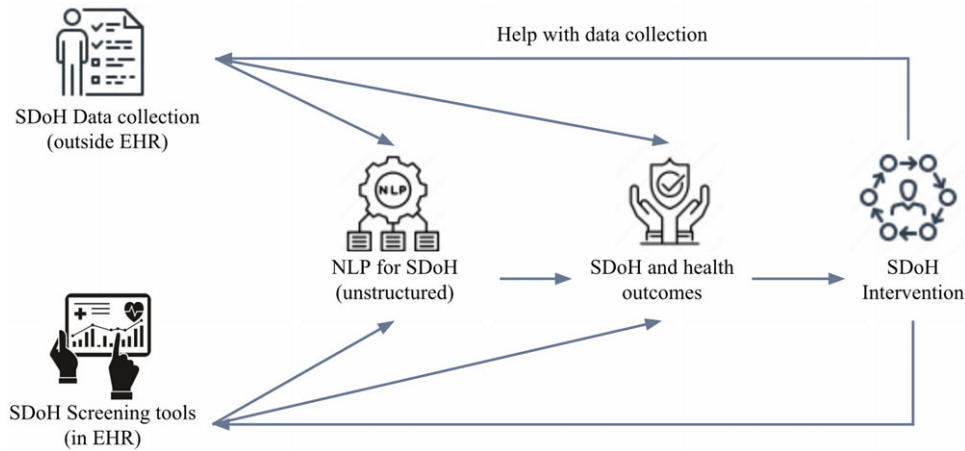 Help with data collection
SDoH Data collection
(outside EHR)
NLP
NLP for SDoH
(unstructured)
SDoH and health
outcomes
SDoH
Intervention
SDoH Screening tools
(in EHR)